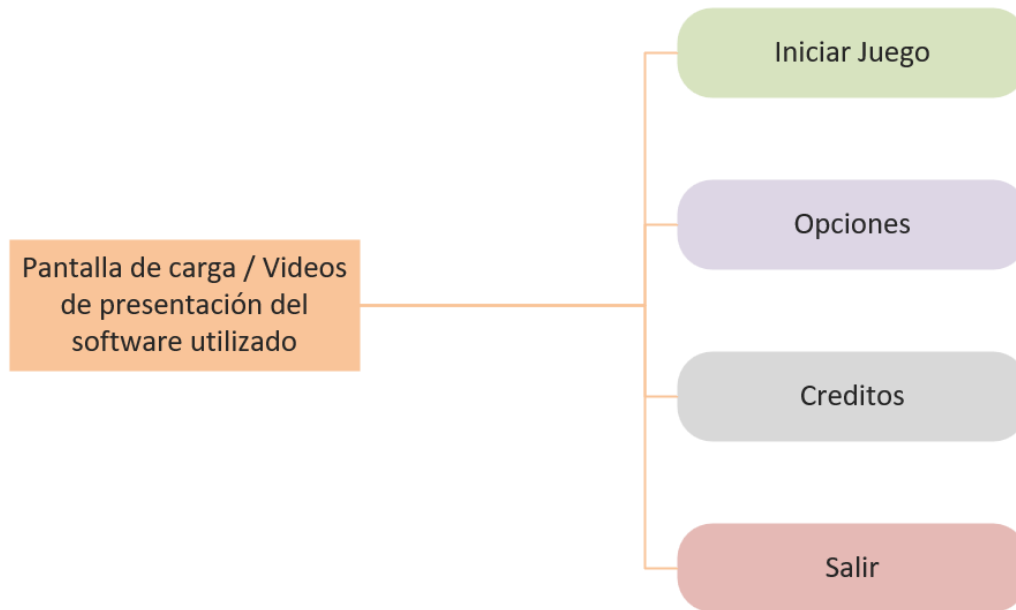 Iniciar Juego
Opciones
Pantalla de carga / Videos
de presentación del
software utilizado
Creditos
Salir